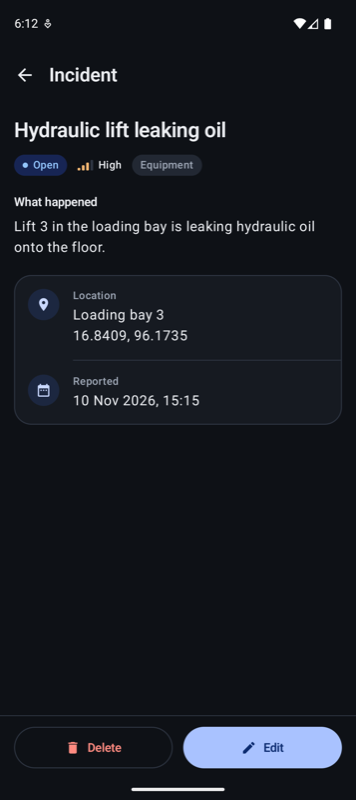 6:12
Incident
Hydraulic lift leaking oil
Open
High
Equipment
What happened
Lift 3 in the loading bay is leaking hydraulic oil
onto the floor.
Location
Loading bay 3
16.8409, 96.1735
Reported
10 Nov 2026, 15:15
Delete
Edit